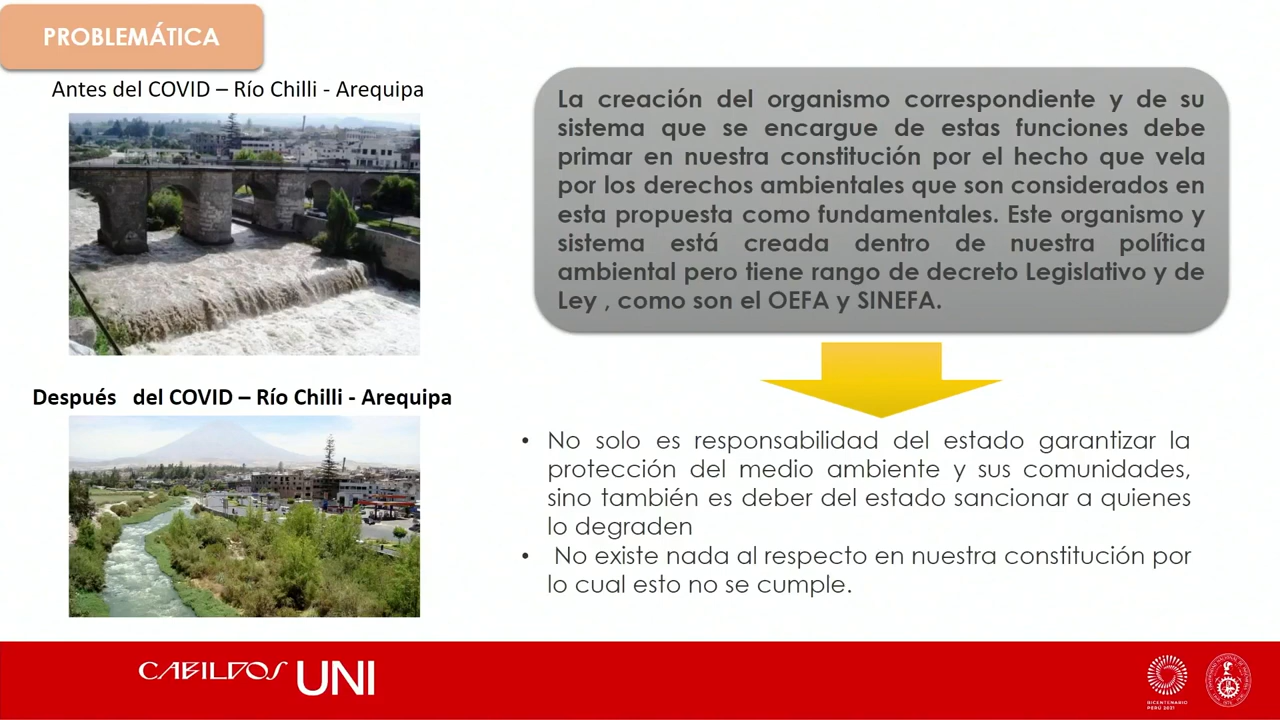 PROBLEMÁTICA
Antes del COVID – Río Chilli - Arequipa
Después del COVID – Río Chilli - Arequipa
La creación del organismo correspondiente y de su
sistema que se encargue de estas funciones debe
primar en nuestra constitución por el hecho que vela
por los derechos ambientales que son considerados en
esta propuesta como fundamentales. Este organismo y
sistema está creada dentro de nuestra política
ambiental pero tiene rango de decreto Legislativo y de
Ley , como son el OEFA y SINEFA.
• No solo es responsabilidad del estado garantizar la
protección del medio ambiente y sus comunidades,
sino también es deber del estado sancionar a quienes
lo degraden
• No existe nada al respecto en nuestra constitución por
lo cual esto no se cumple.
CABILDOS UNI
BICENTENARIO
PERÚ 2021